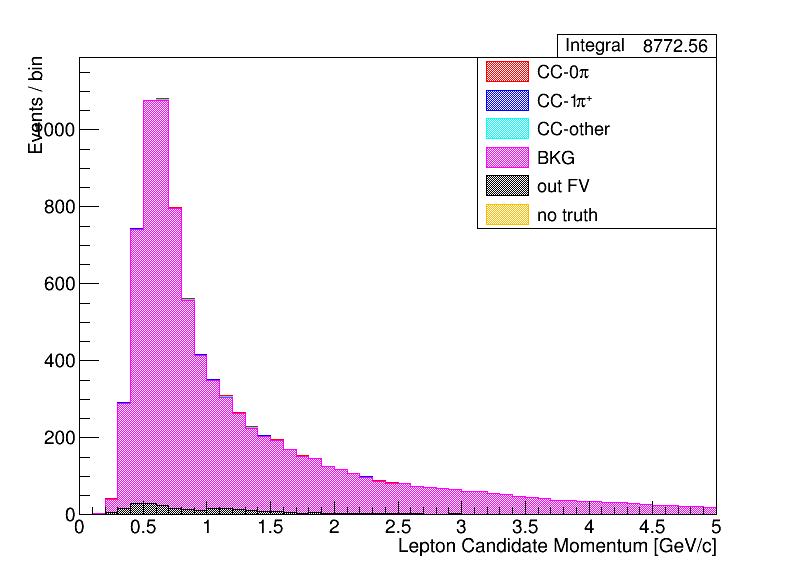 Integral 8772.56
Events / bin
CC-0π
CC-1π⁺
CC-other
BKG
out FV
no truth
1000
800
600
400
200
0
0 0.5 1 1.5 2 2.5 3 3.5 4 4.5 5
Lepton Candidate Momentum [GeV/c]